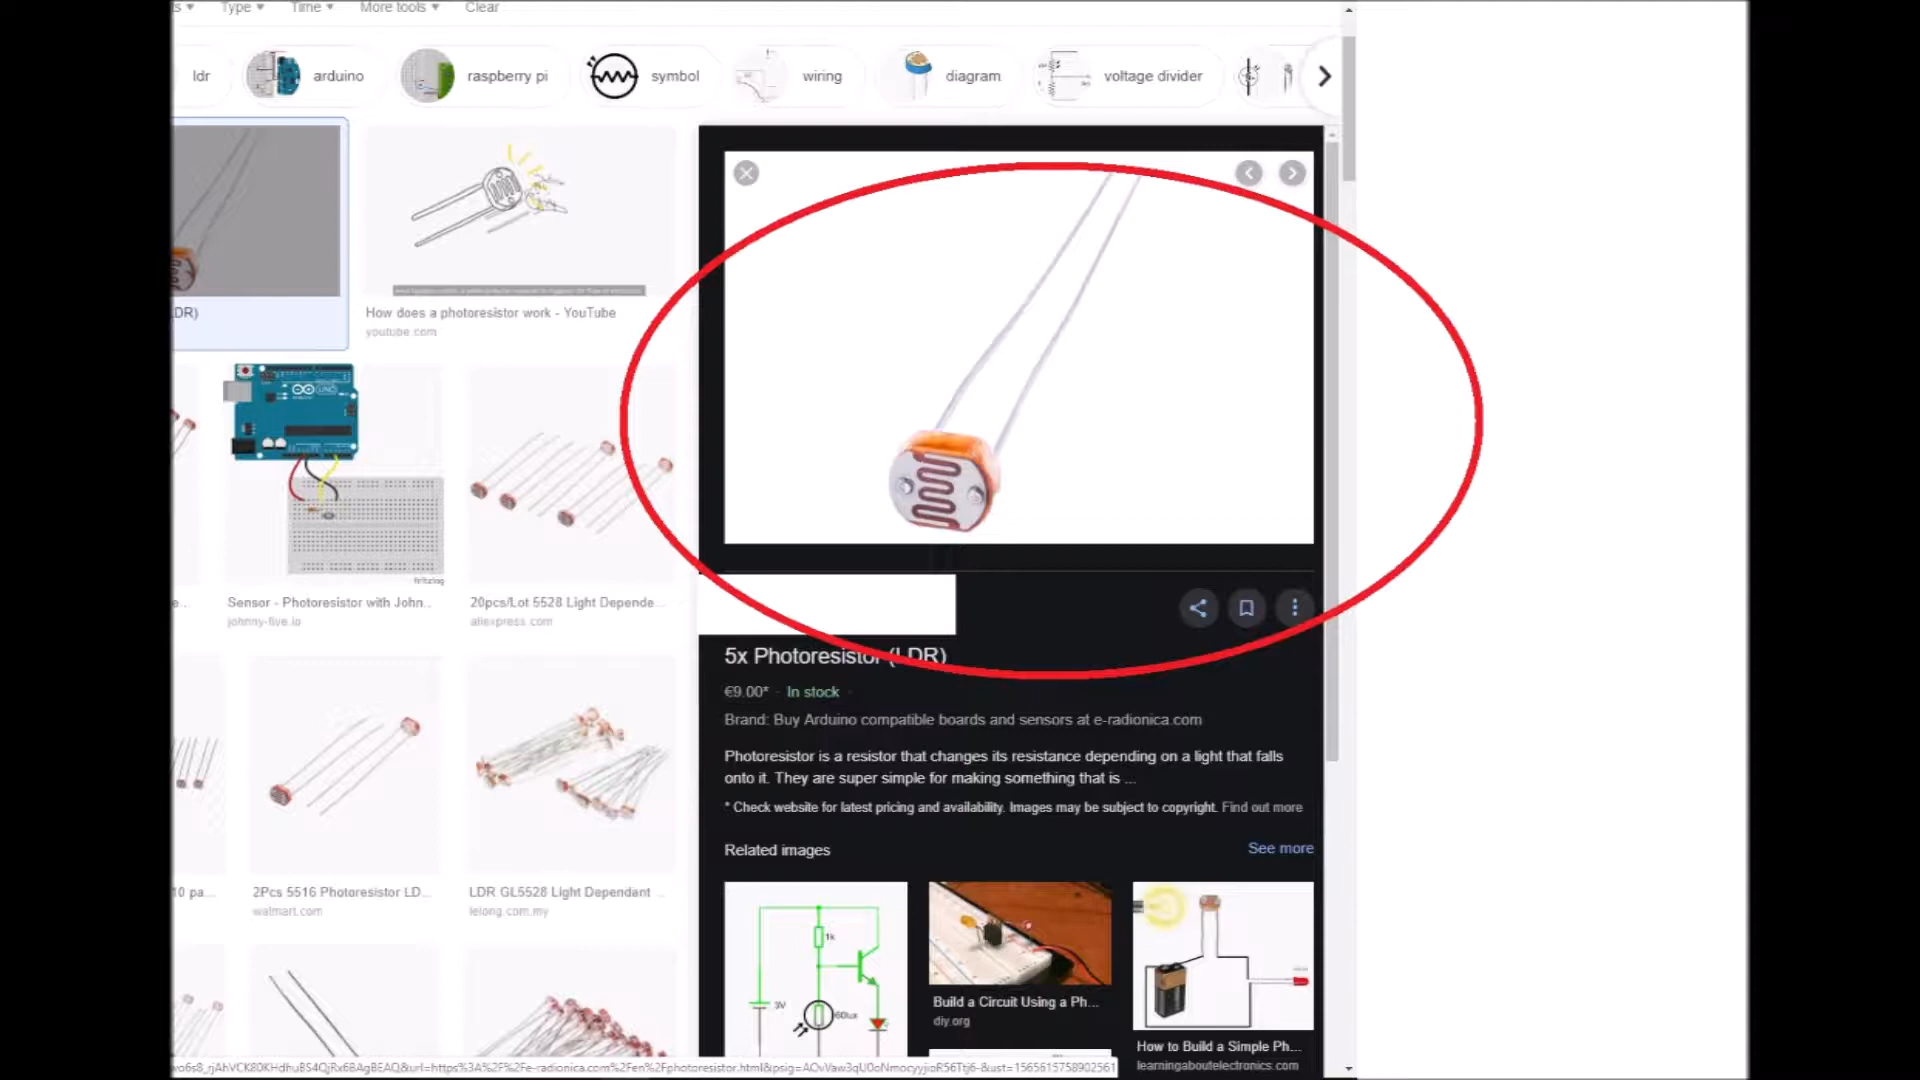 Type
Time
More tools
Clear
ldr
arduino
raspberry pi
symbol
wiring
diagram
voltage divider
How does a photoresistor work - YouTube
youtube.com
Sensor - Photoresistor with John...
johnny-five.io
fritzing
20pcs/Lot 5528 Light Depende...
aliexpress.com
10 pa...
2Pcs 5516 Photoresistor LD...
walmart.com
LDR GL5528 Light Dependant ...
lelong.com.my
5x Photoresistor (LDR)
€9.00* · In stock ·
Brand: Buy Arduino compatible boards and sensors at e-radionica.com
Photoresistor is a resistor that changes its resistance depending on a light that falls
onto it. They are super simple for making something that is ...
* Check website for latest pricing and availability. Images may be subject to copyright. Find out more
Related images
See more
1k
3V
60lux
Build a Circuit Using a Ph...
diy.org
How to Build a Simple Ph...
learningaboutelectronics.com